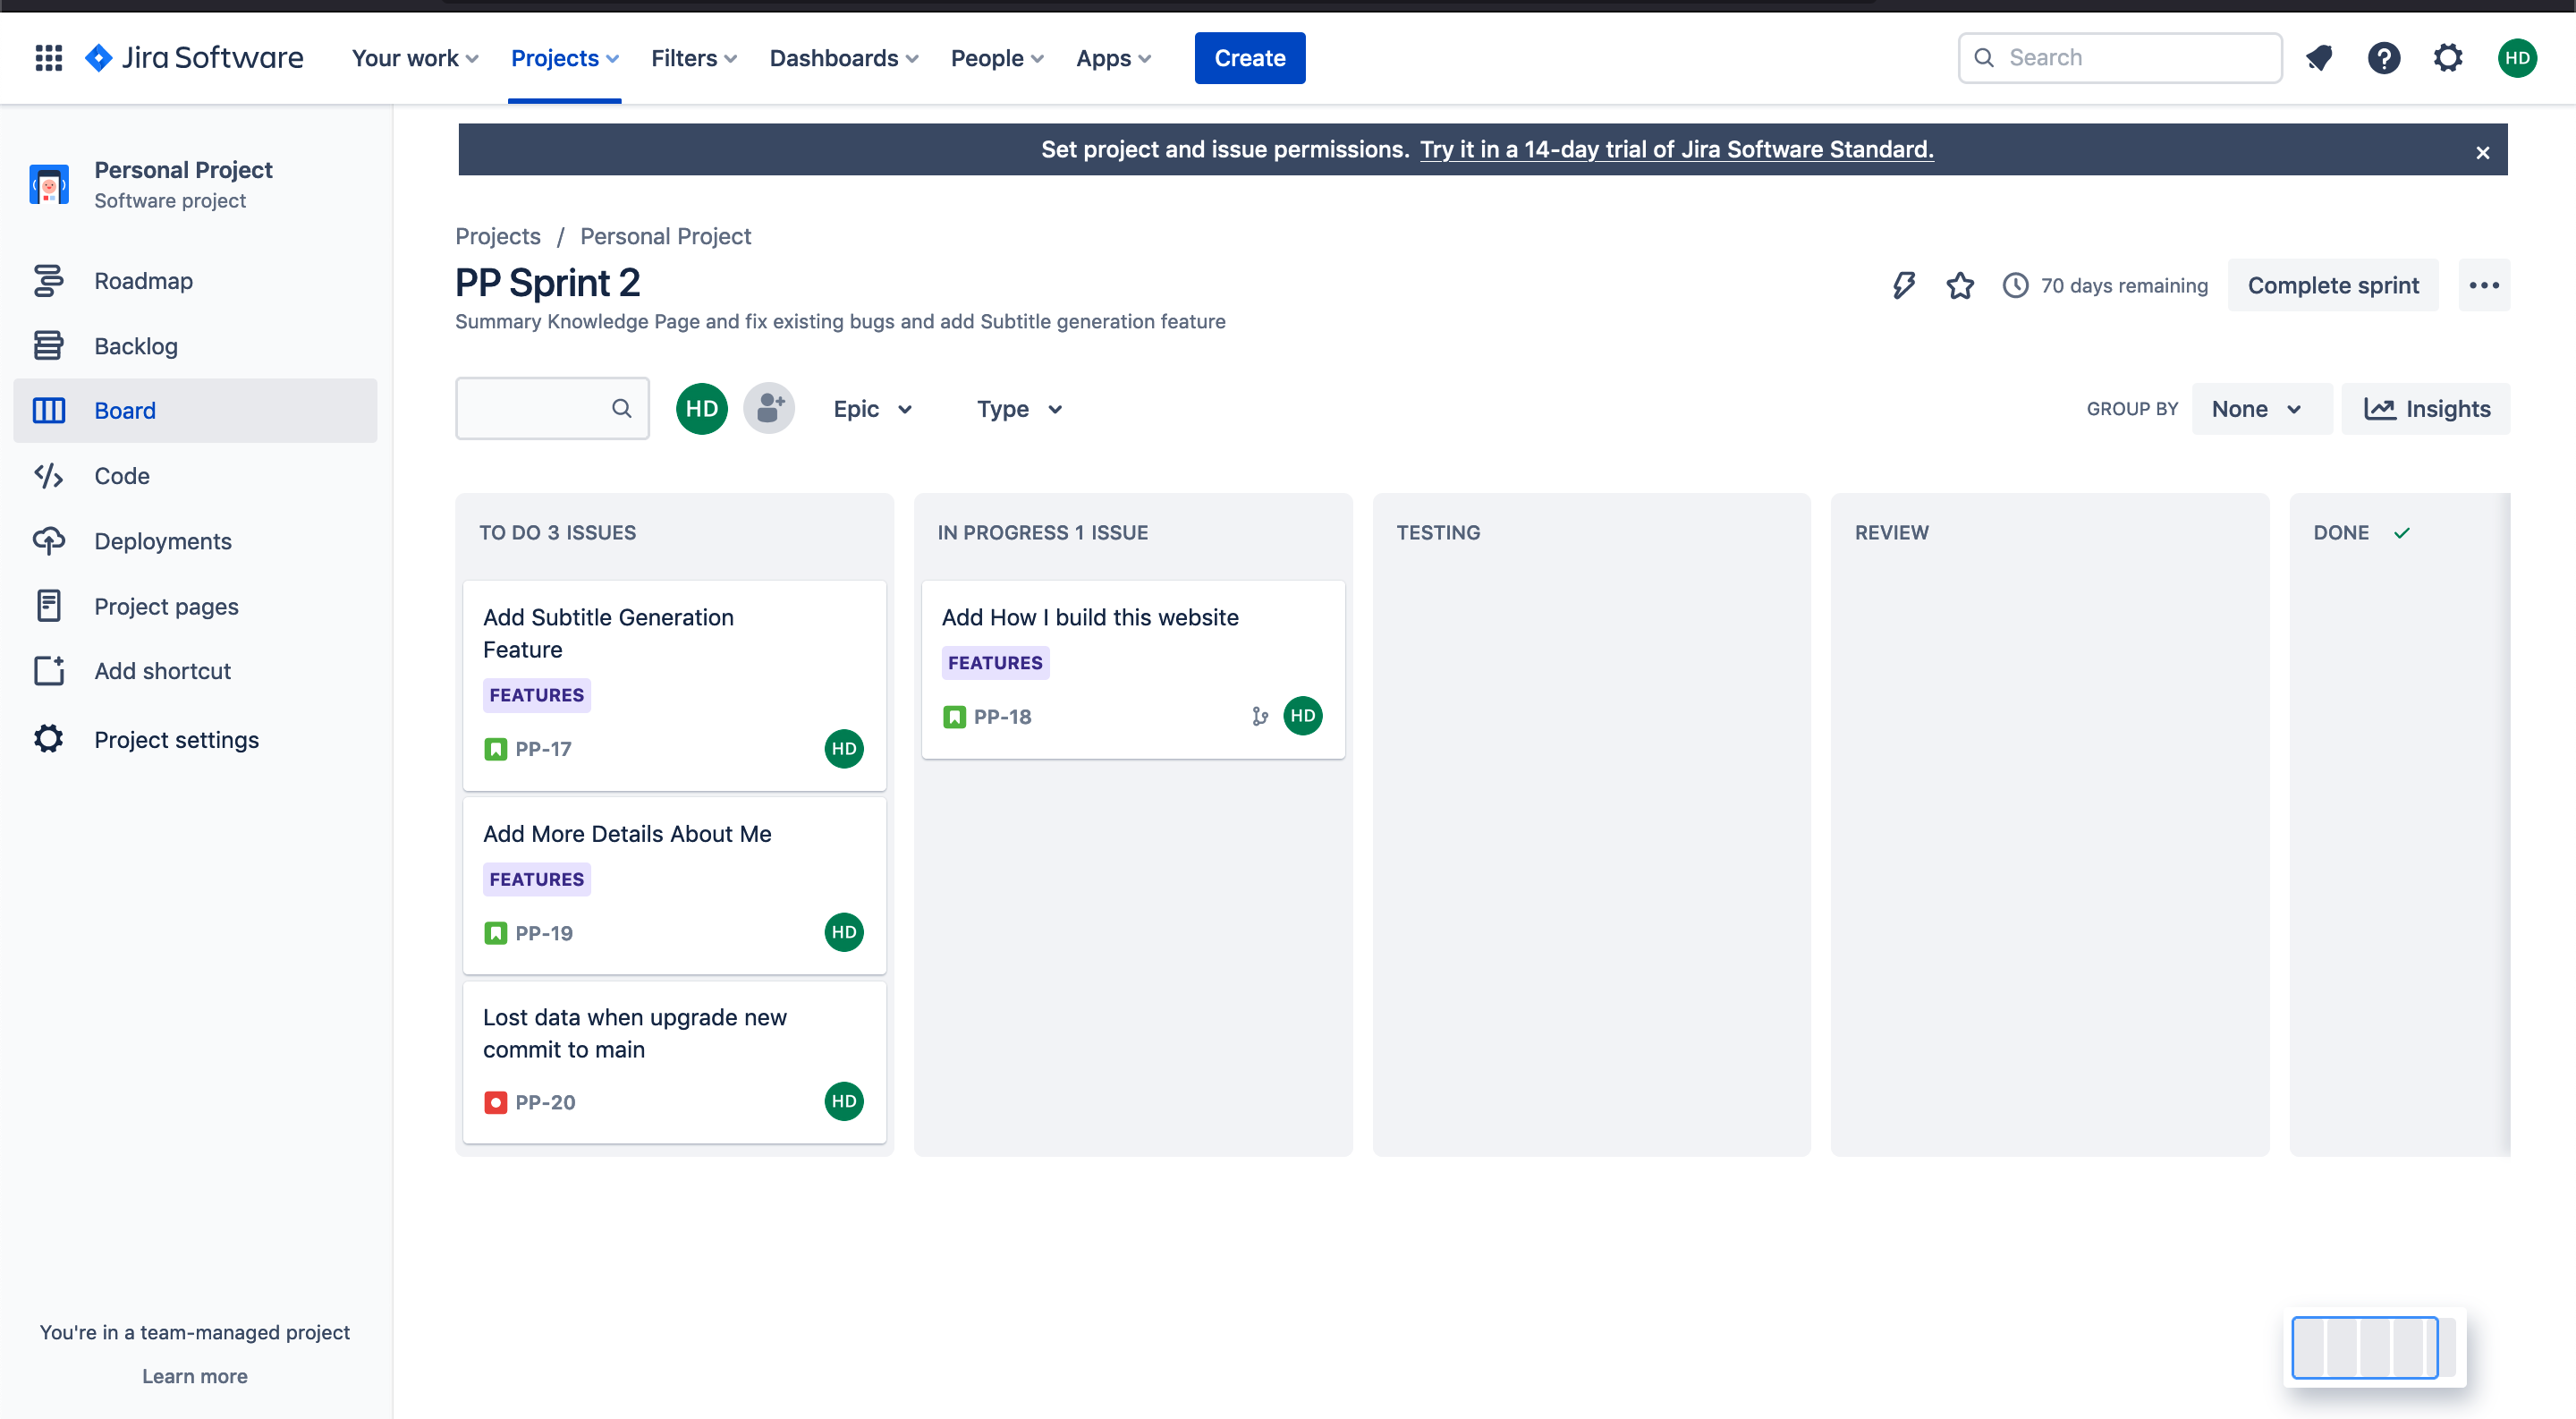 Jira Software
Your work
Projects
Filters
Dashboards
People
Apps
Create
Search
?
HD
Personal Project
Software project
Roadmap
Backlog
Board
Code
Deployments
Project pages
Add shortcut
Project settings
You're in a team-managed project
Learn more
Set project and issue permissions. Try it in a 14-day trial of Jira Software Standard.
Projects / Personal Project
PP Sprint 2
70 days remaining
Complete sprint
Summary Knowledge Page and fix existing bugs and add Subtitle generation feature
HD
Epic
Type
GROUP BY
None
Insights
TO DO 3 ISSUES
Add Subtitle Generation
Feature
FEATURES
PP-17
HD
Add More Details About Me
FEATURES
PP-19
HD
Lost data when upgrade new
commit to main
PP-20
HD
IN PROGRESS 1 ISSUE
Add How I build this website
FEATURES
PP-18
HD
TESTING
REVIEW
DONE